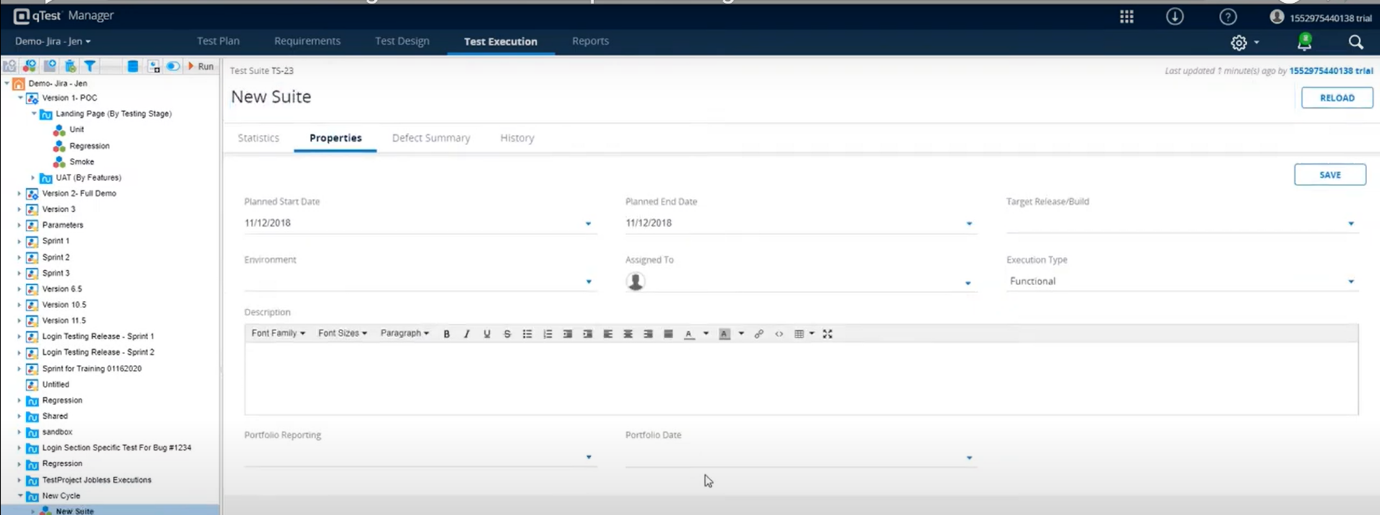 qTest Manager
1552975440138 trial
Demo- Jira - Jen
Test Plan
Requirements
Test Design
Test Execution
Reports
8
Run
Demo- Jira - Jen
Version 1- POC
Landing Page (By Testing Stage)
Unit
Regression
Smoke
UAT (By Features)
Version 2- Full Demo
Version 3
Parameters
Sprint 1
Sprint 2
Sprint 3
Version 6.5
Version 10.5
Version 11.5
Login Testing Release - Sprint 1
Login Testing Release - Sprint 2
Sprint for Training 01162020
Untitled
Regression
Shared
sandbox
Login Section Specific Test For Bug #1234
Regression
TestProject Jobless Executions
New Cycle
New Suite
Test Suite TS-23
Last updated 1 minute(s) ago by 1552975440138 trial
New Suite
RELOAD
Statistics
Properties
Defect Summary
History
SAVE
Planned Start Date
11/12/2018
Planned End Date
11/12/2018
Target Release/Build
Environment
Assigned To
Execution Type
Functional
Description
Font Family
Font Sizes
Paragraph
B I U S
A A
Portfolio Reporting
Portfolio Date